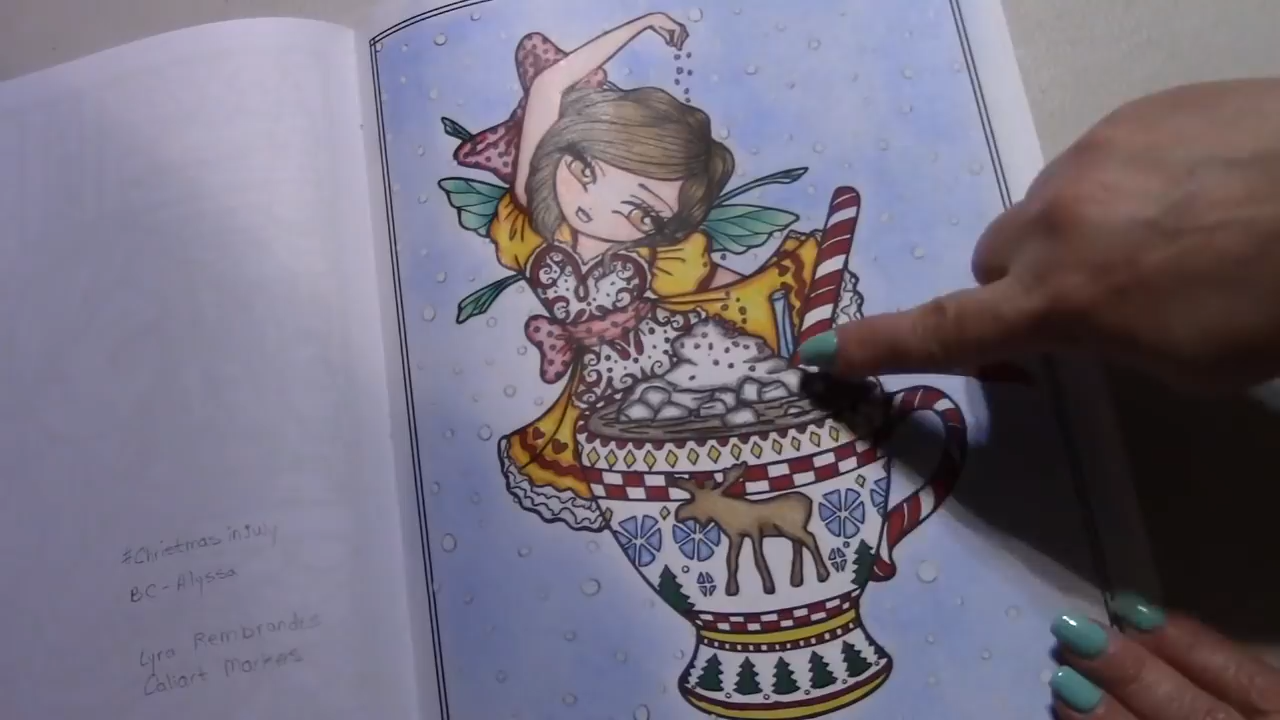 #Christmas in July
BC - Alyssa
Lyra Rembrandts
Caliart Markers